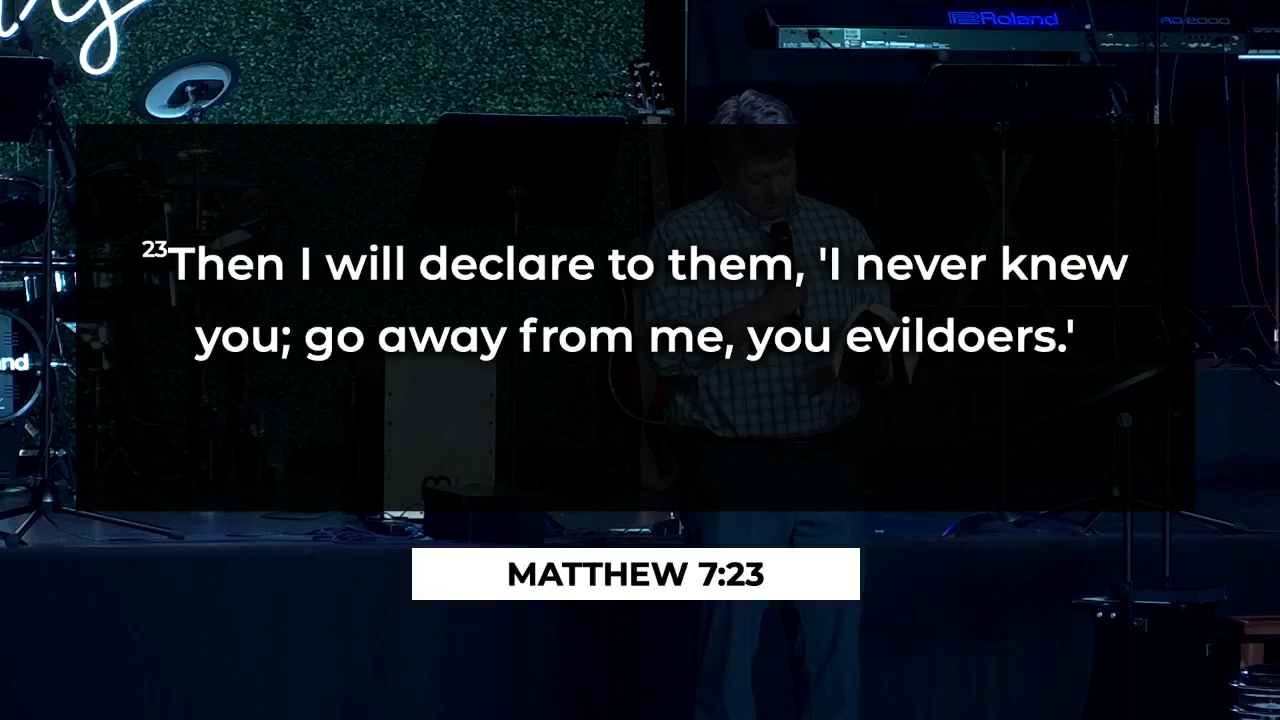 Roland
RD-2000
23Then I will declare to them, 'I never knew
you; go away from me, you evildoers.'
nd
MATTHEW 7:23